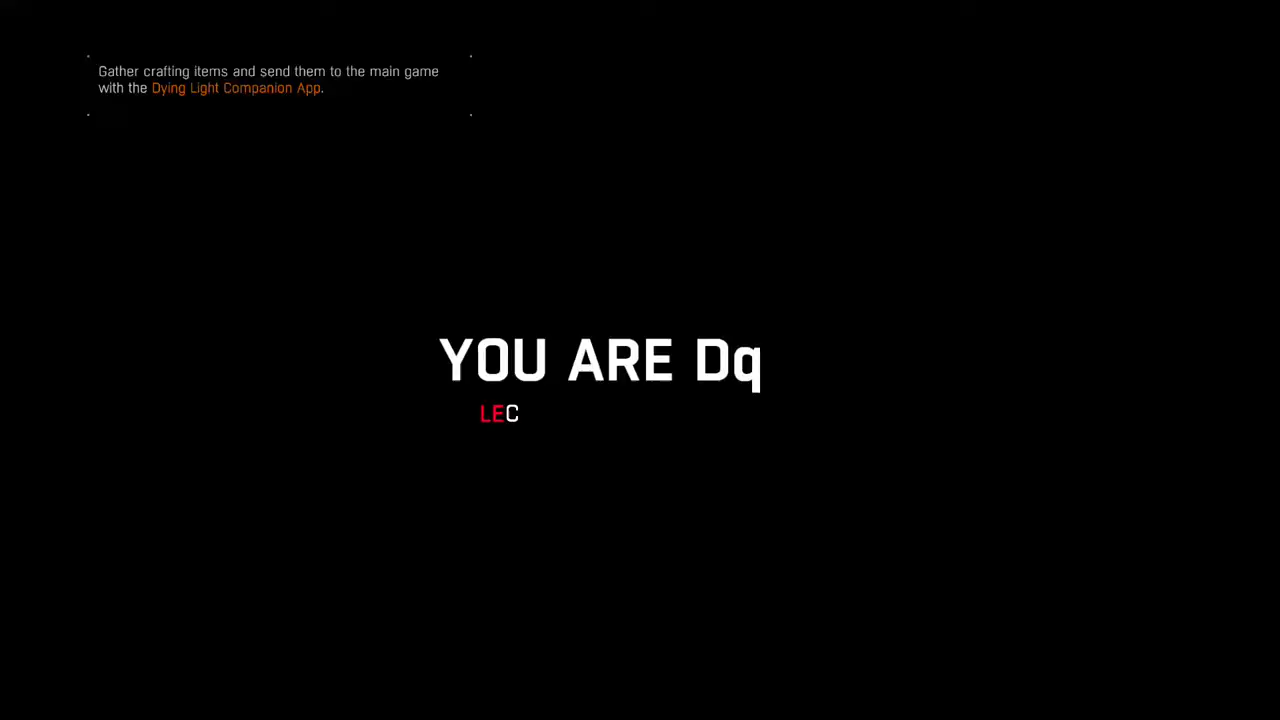 Gather crafting items and send them to the main game
with the Dying Light Companion App.
YOU ARE Dq
LEC